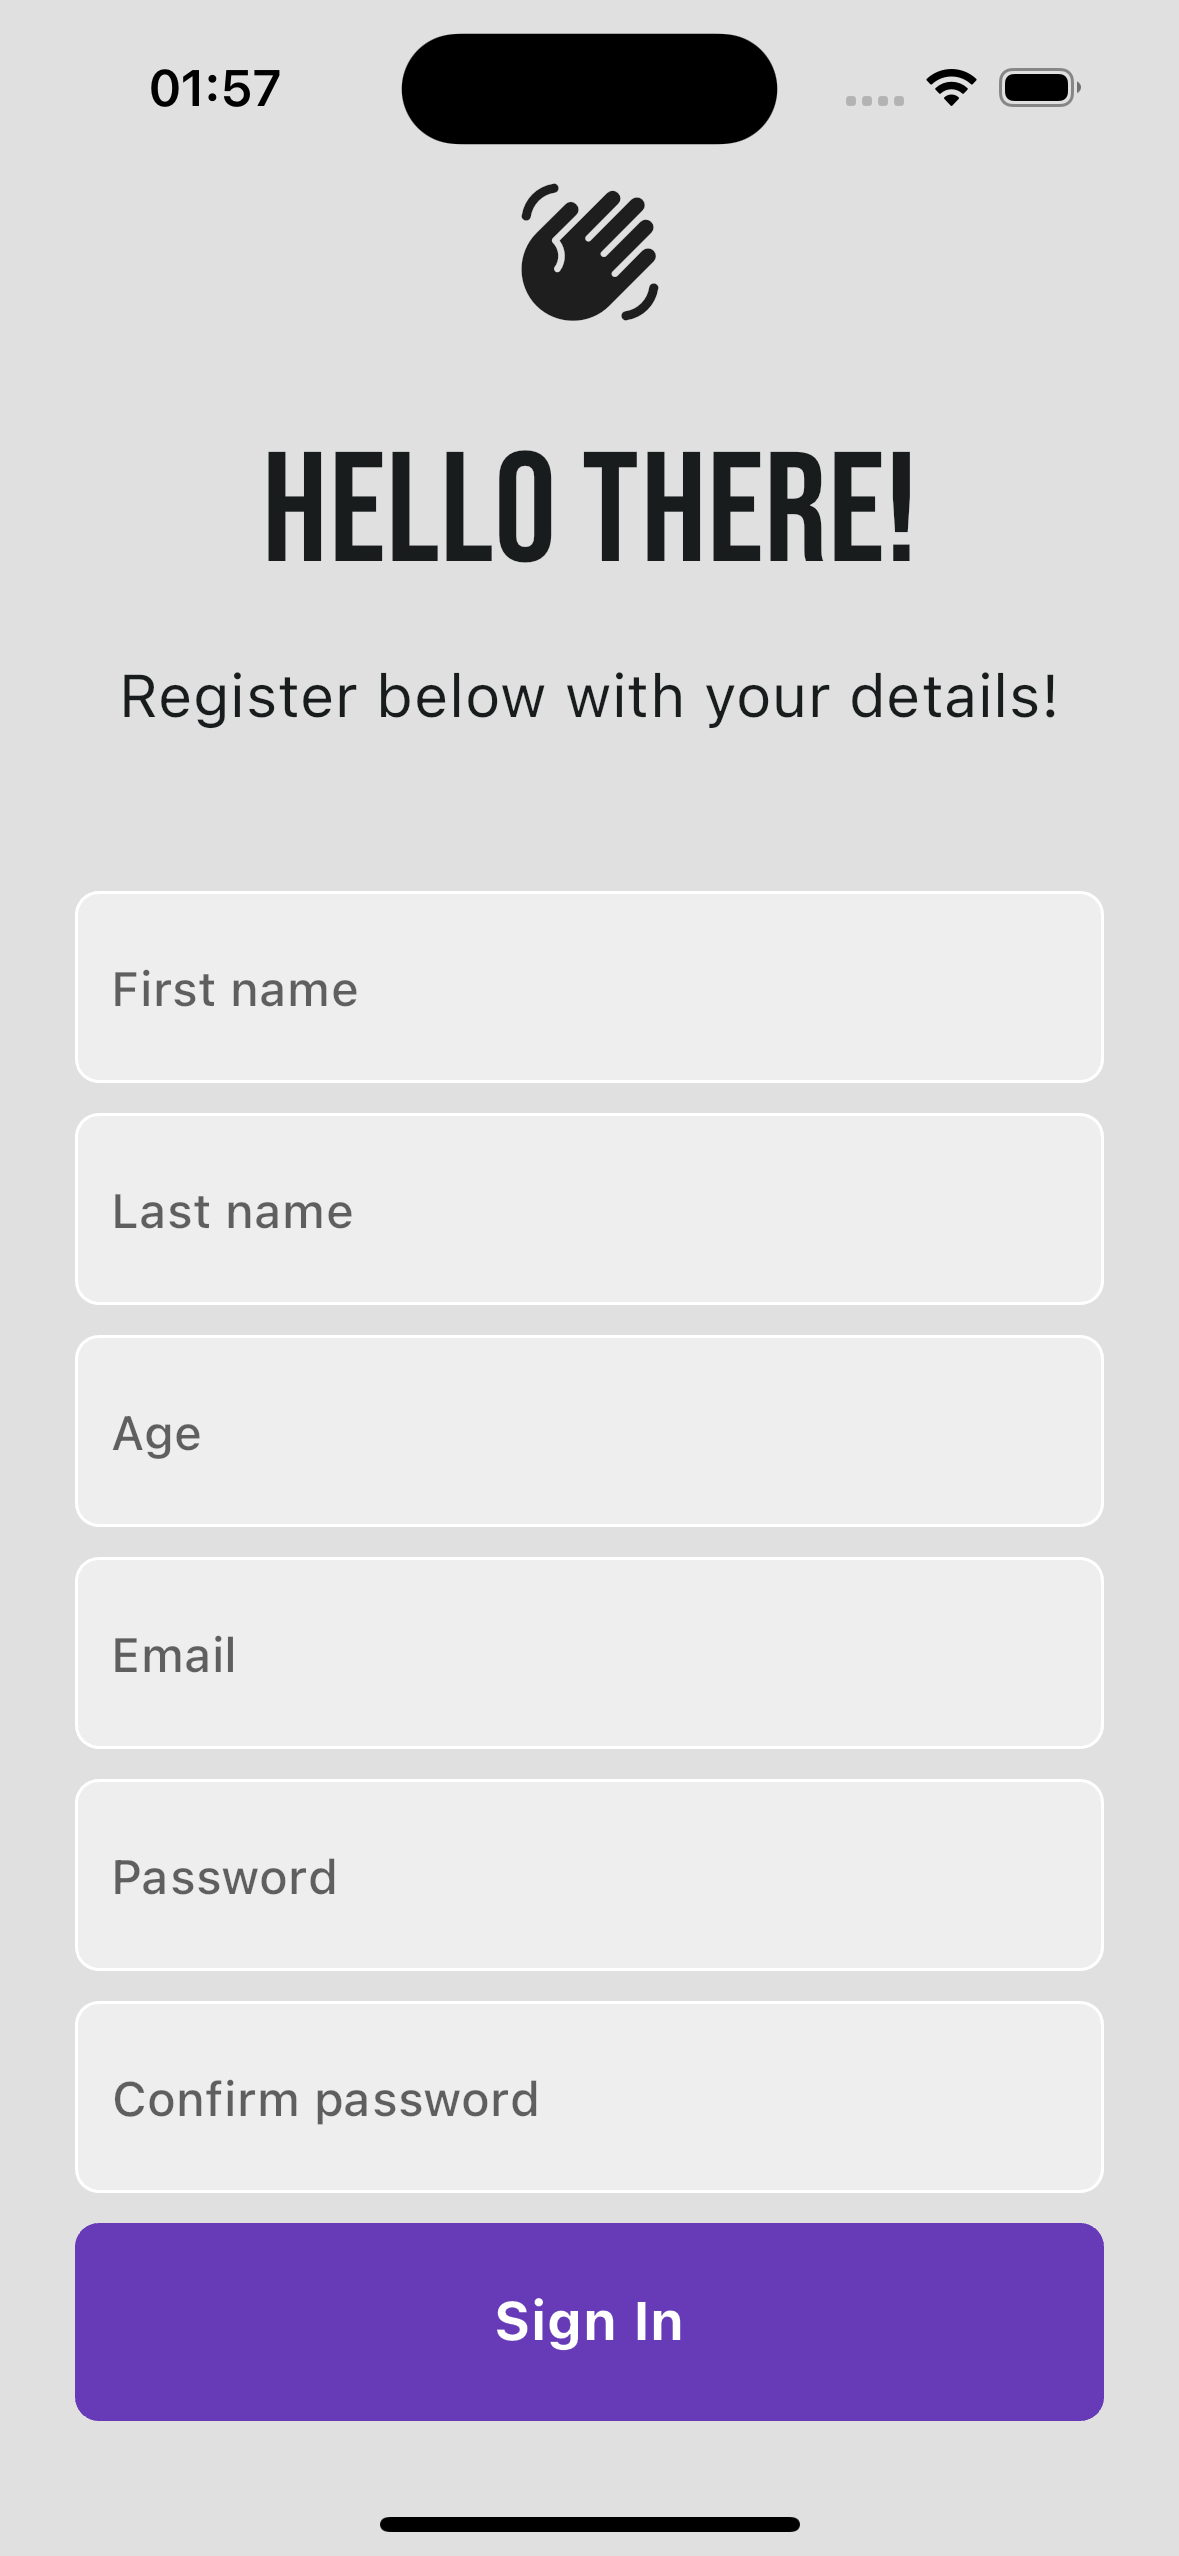 01:57
HELLO THERE!
Register below with your details!
First name
Last name
Age
Email
Password
Confirm password
Sign In